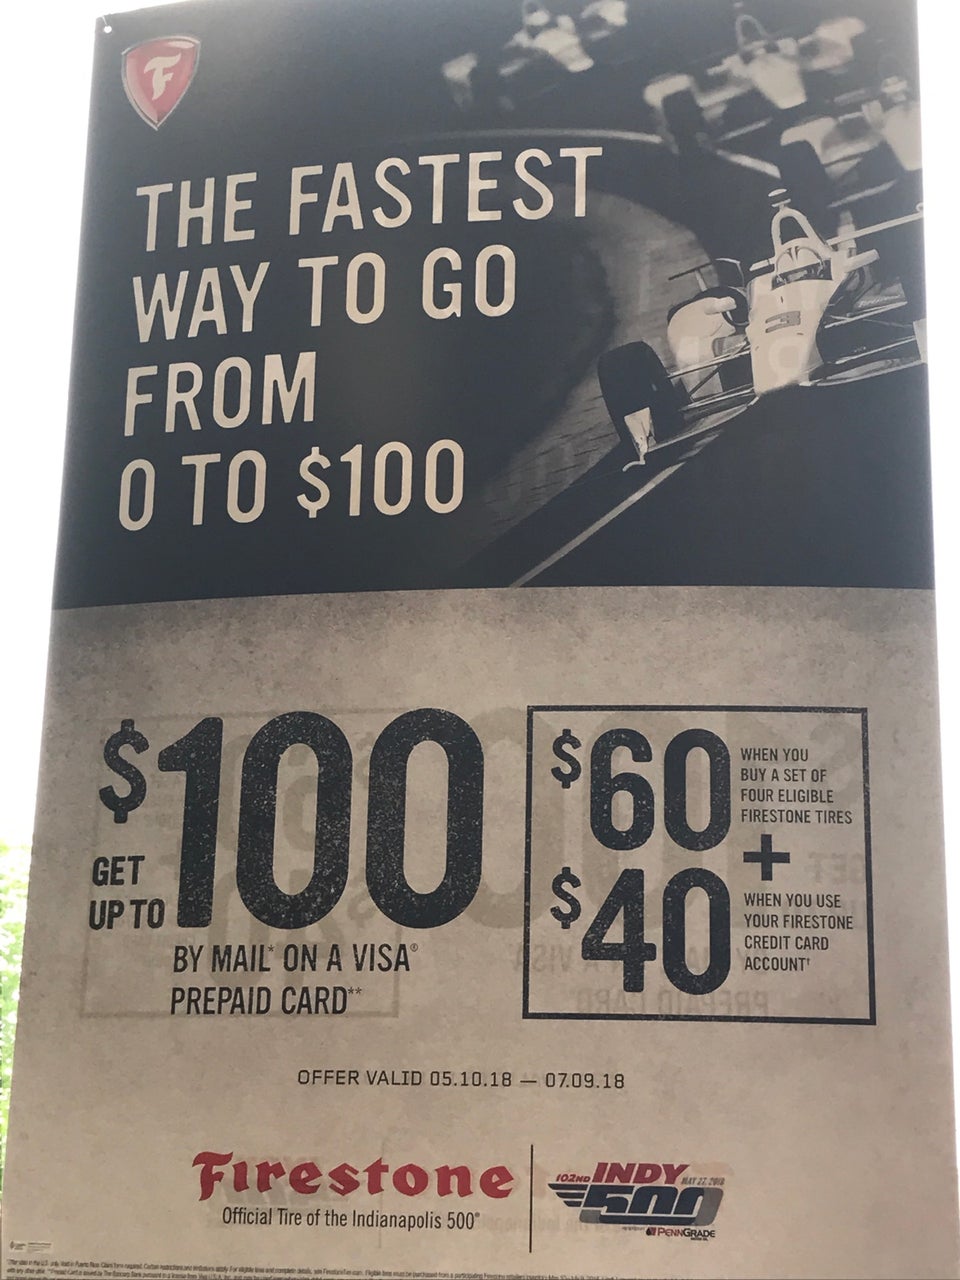 F
THE FASTEST
WAY TO GO
FROM
0 TO $100
GET
UP TO
$100
BY MAIL* ON A VISA®
PREPAID CARD**
$60
WHEN YOU
BUY A SET OF
FOUR ELIGIBLE
FIRESTONE TIRES
+
$40
WHEN YOU USE
YOUR FIRESTONE
CREDIT CARD
ACCOUNT†
OFFER VALID 05.10.18 — 07.09.18
Firestone
Official Tire of the Indianapolis 500®
102ND INDY
MAY 27, 2018
500
PENNGRADE